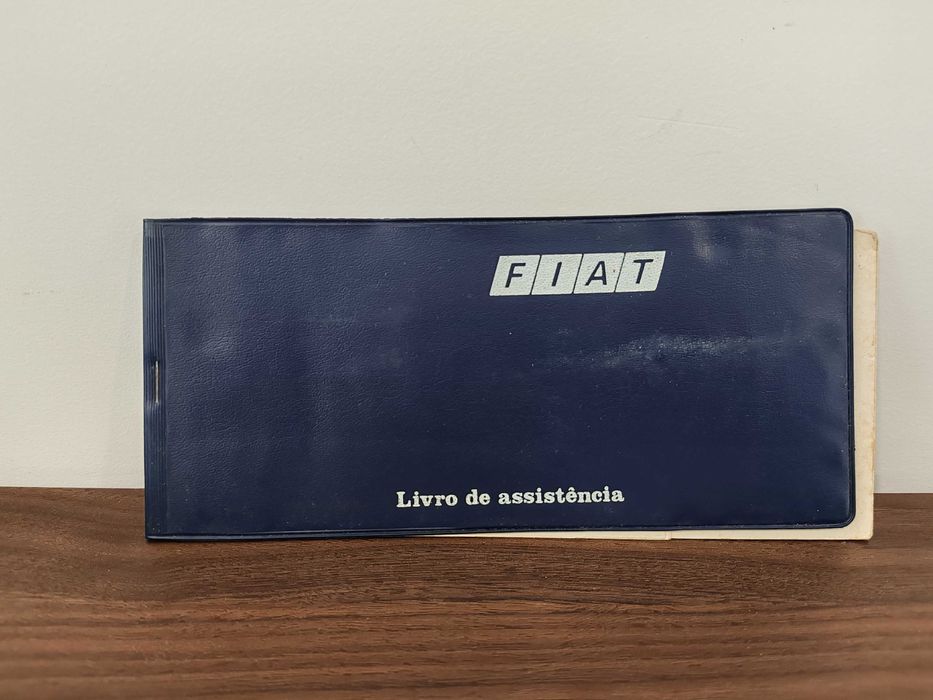 FIAT
Livro de assistência